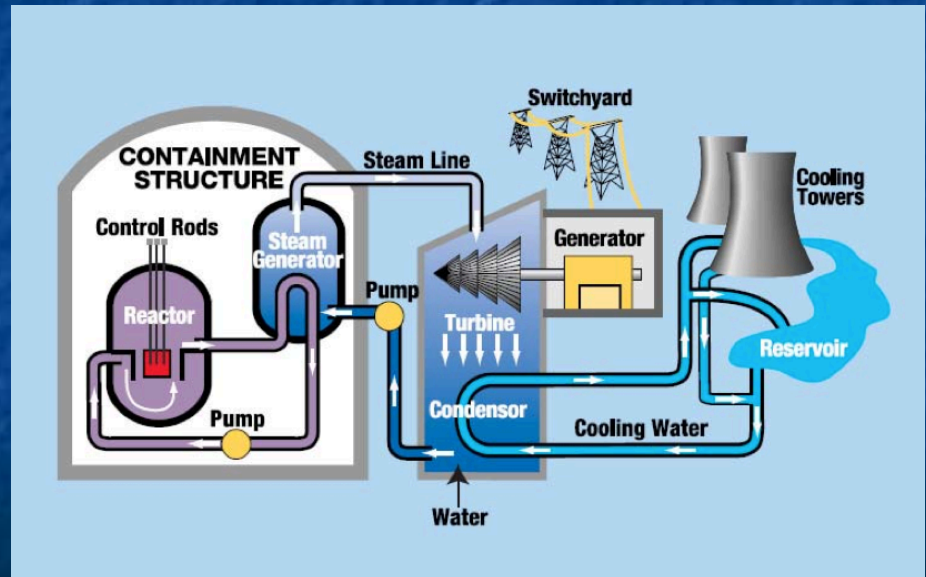 Switchyard
CONTAINMENT
STRUCTURE
Steam Line
Cooling
Towers
Control Rods
Steam
Generator
Generator
Pump
Reactor
Turbine
Reservoir
Pump
Condensor
Cooling Water
Water